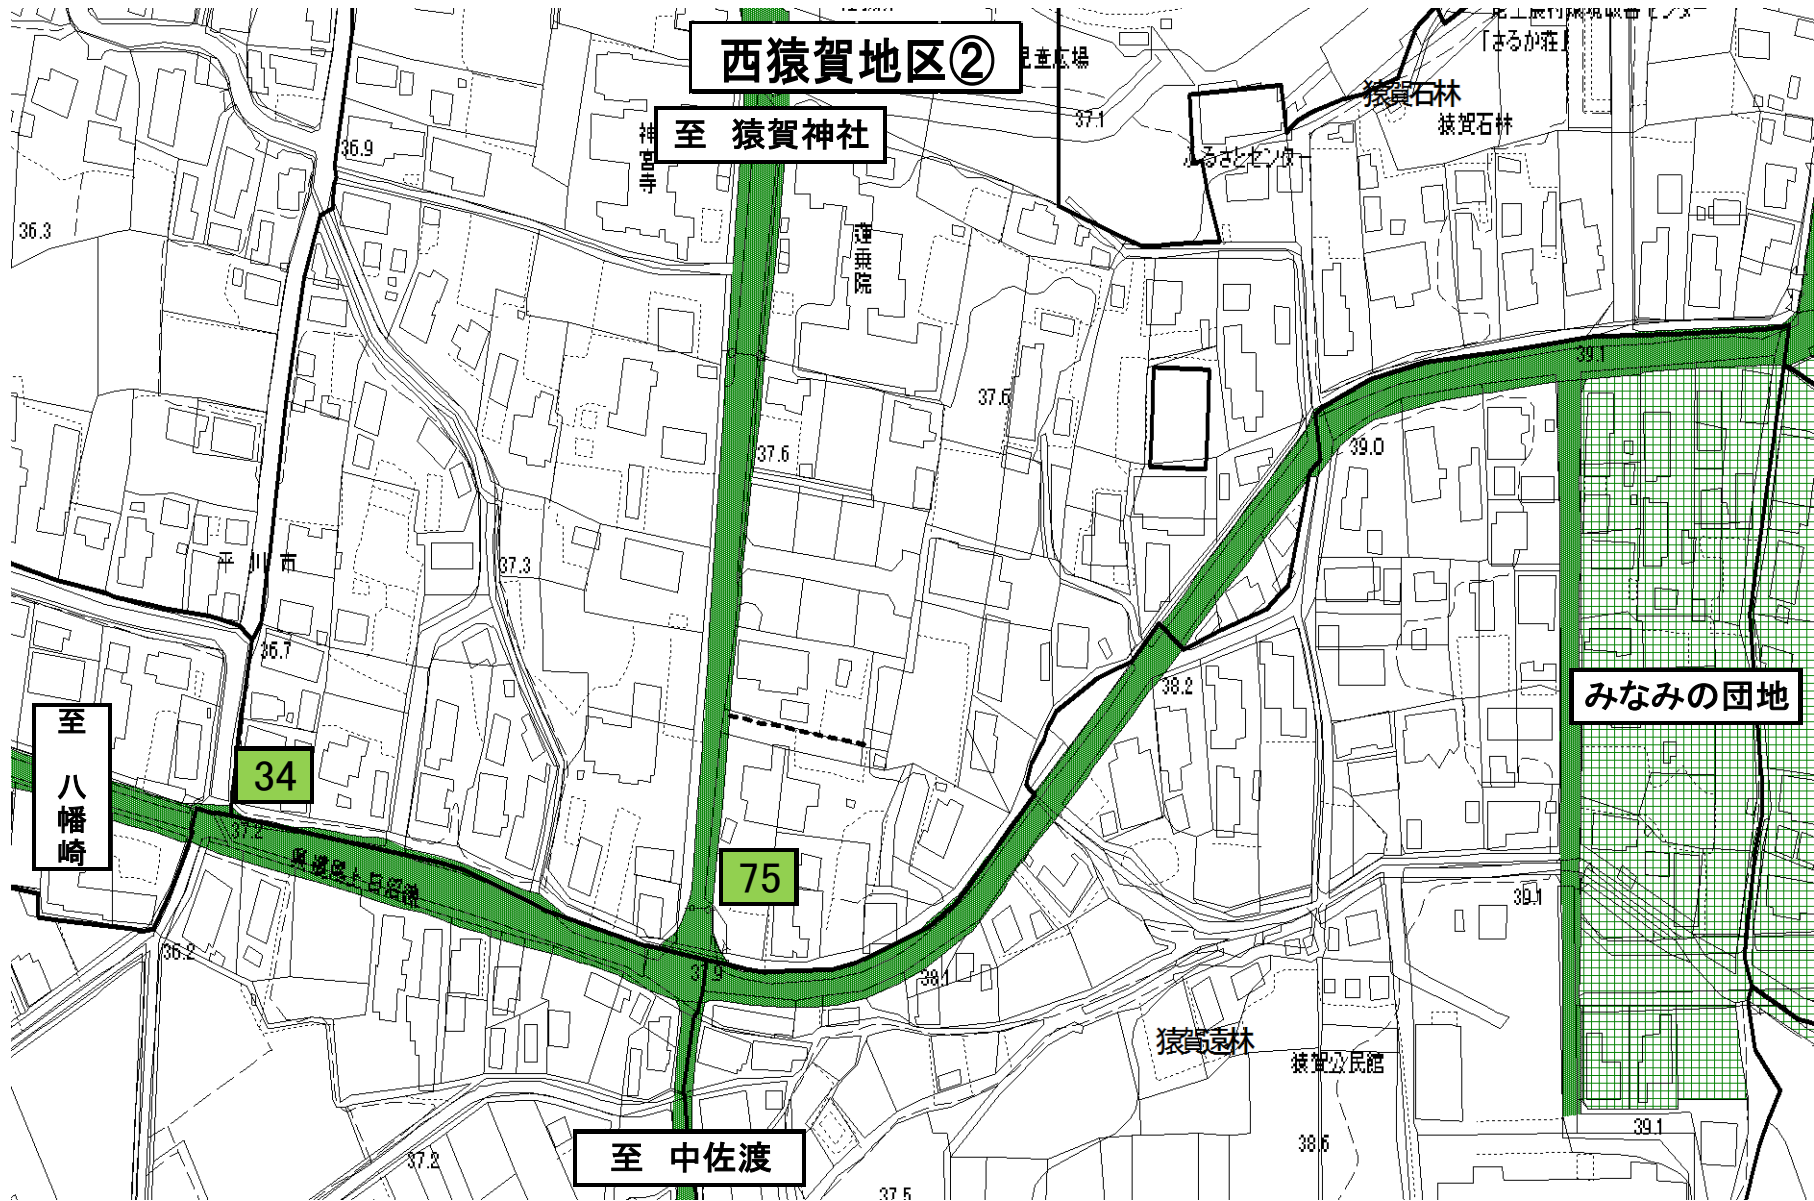 西猿賀地区②
「さるか荘」
児童広場
猿賀石林
37.1
至　猿賀神社
猿賀石林
36.9
神宮寺
ふるさとセンター
36.3
蓮乗院
39.1
37.6
39.0
37.6
平川市
37.3
36.7
38.2
みなみの団地
至　八幡崎
34
37.2
75
39.1
36.2
37.9
38.1
猿賀遠林
猿賀公民館
39.1
38.6
至　中佐渡
37.2
37.5